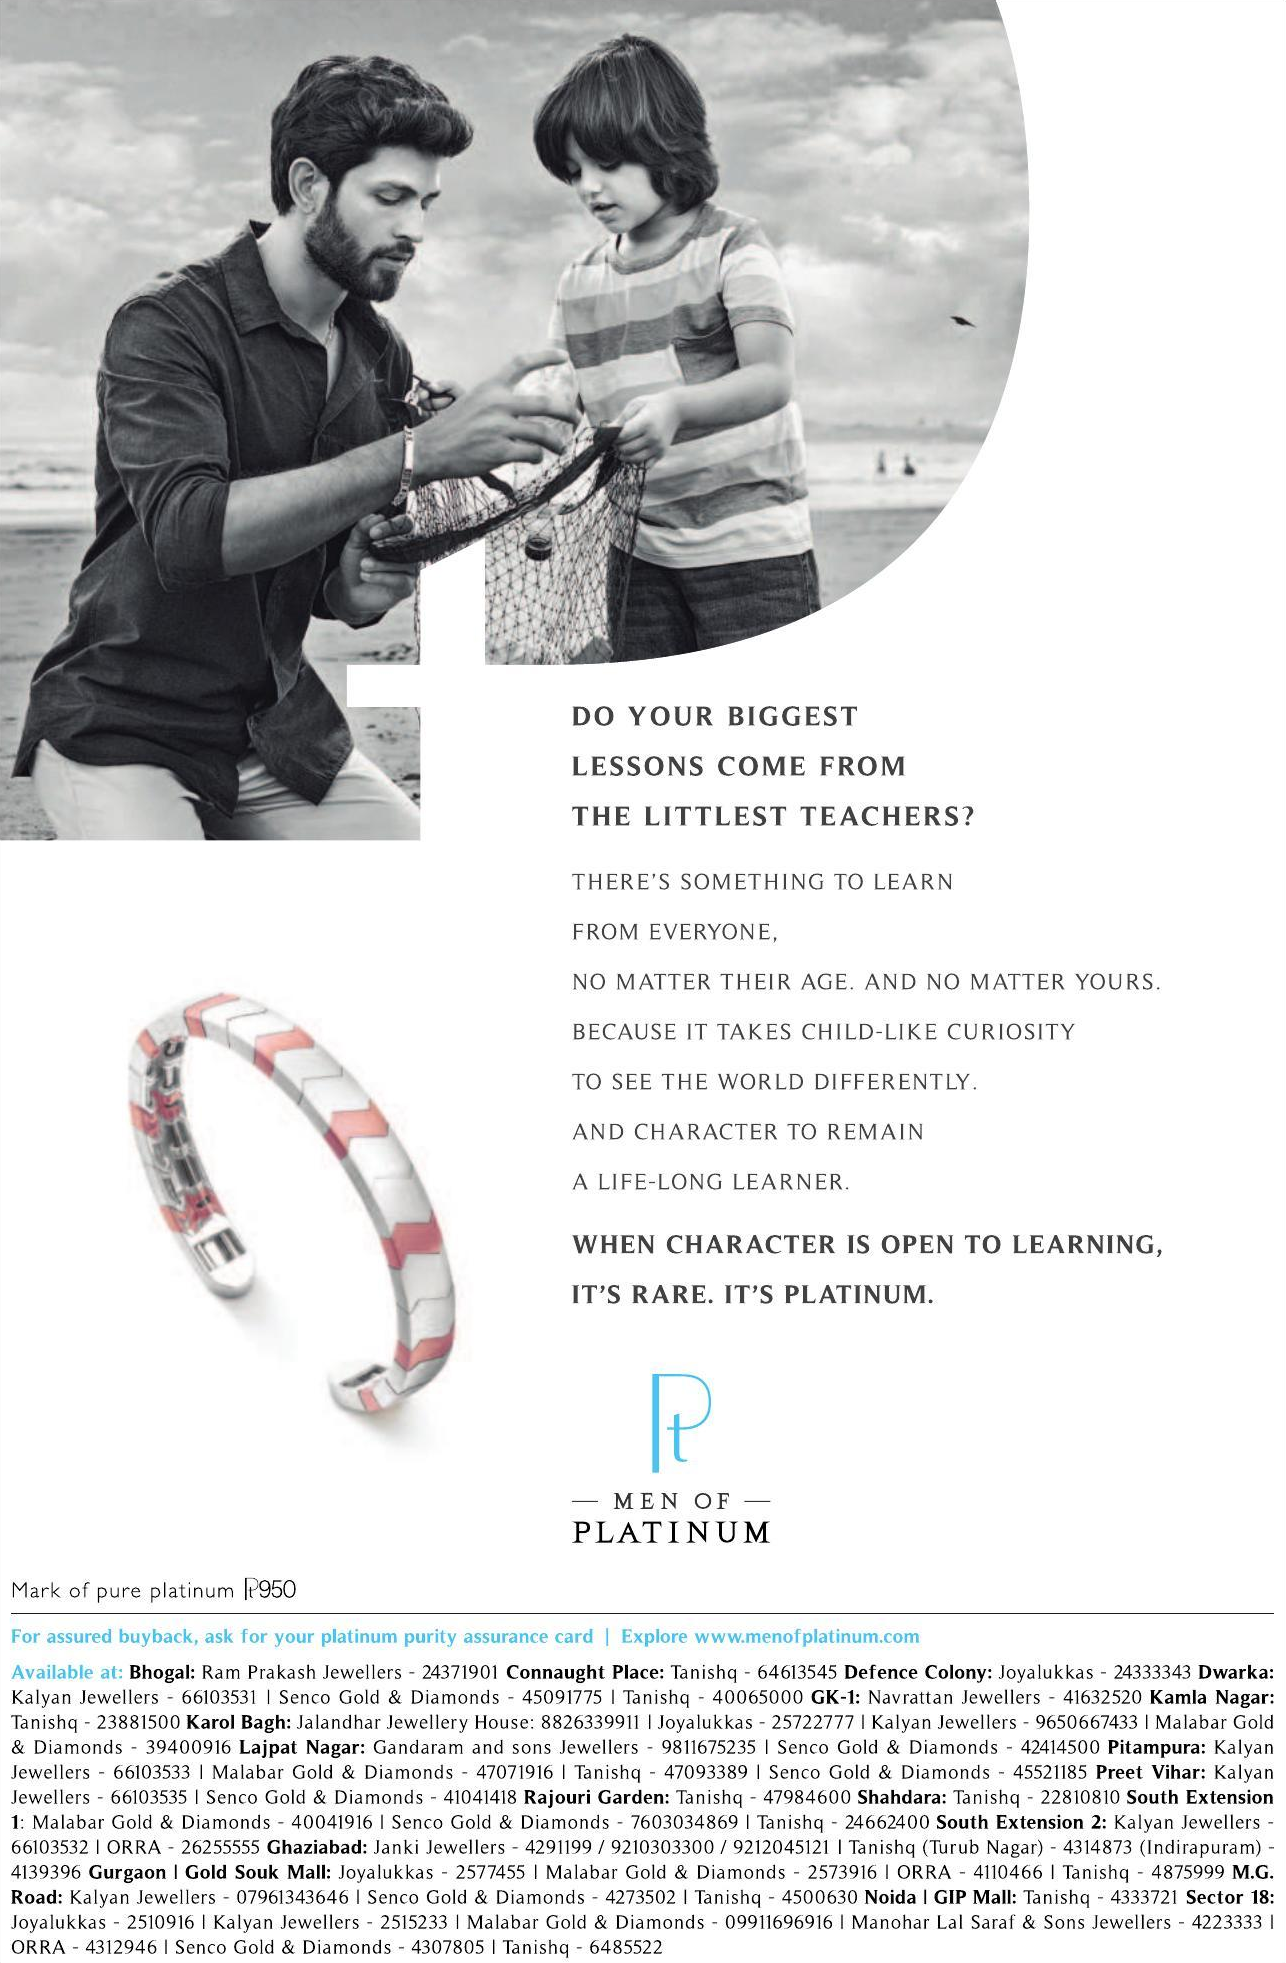 DO YOUR BIGGEST
LESSONS COME FROM
THE LITTLEST TEACHERS?
THERE'S SOMETHING TO LEARN
FROM EVERYONE,
NO MATTER THEIR AGE. AND NO MATTER YOURS.
BECAUSE IT TAKES CHILD-LIKE CURIOSITY
TO SEE THE WORLD DIFFERENTLY.
AND CHARACTER TO REMAIN
A LIFE-LONG LEARNER.
WHEN CHARACTER IS OPEN TO LEARNING,
IT'S RARE. IT'S PLATINUM.
Pt
— MEN OF —
PLATINUM
Mark of pure platinum Pt950
For assured buyback, ask for your platinum purity assurance card | Explore www.menofplatinum.com
Available at: Bhogal: Ram Prakash Jewellers - 24371901 Connaught Place: Tanishq - 64613545 Defence Colony: Joyalukkas - 24333343 Dwarka:
Kalyan Jewellers - 66103531 | Senco Gold & Diamonds - 45091775 | Tanishq - 40065000 GK-1: Navrattan Jewellers - 41632520 Kamla Nagar:
Tanishq - 23881500 Karol Bagh: Jalandhar Jewellery House: 8826339911 | Joyalukkas - 25722777 | Kalyan Jewellers - 9650667433 | Malabar Gold
& Diamonds - 39400916 Lajpat Nagar: Gandaram and sons Jewellers - 9811675235 | Senco Gold & Diamonds - 42414500 Pitampura: Kalyan
Jewellers - 66103533 | Malabar Gold & Diamonds - 47071916 | Tanishq - 47093389 | Senco Gold & Diamonds - 45521185 Preet Vihar: Kalyan
Jewellers - 66103535 | Senco Gold & Diamonds - 41041418 Rajouri Garden: Tanishq - 47984600 Shahdara: Tanishq - 22810810 South Extension
1: Malabar Gold & Diamonds - 40041916 | Senco Gold & Diamonds - 7603034869 | Tanishq - 24662400 South Extension 2: Kalyan Jewellers -
66103532 | ORRA - 26255555 Ghaziabad: Janki Jewellers - 4291199 / 9210303300 / 9212045121 | Tanishq (Turub Nagar) - 4314873 (Indirapuram) -
4139396 Gurgaon | Gold Souk Mall: Joyalukkas - 2577455 | Malabar Gold & Diamonds - 2573916 | ORRA - 4110466 | Tanishq - 4875999 M.G.
Road: Kalyan Jewellers - 07961343646 | Senco Gold & Diamonds - 4273502 | Tanishq - 4500630 Noida | GIP Mall: Tanishq - 4333721 Sector 18:
Joyalukkas - 2510916 | Kalyan Jewellers - 2515233 | Malabar Gold & Diamonds - 09911696916 | Manohar Lal Saraf & Sons Jewellers - 4223333 |
ORRA - 4312946 | Senco Gold & Diamonds - 4307805 | Tanishq - 6485522